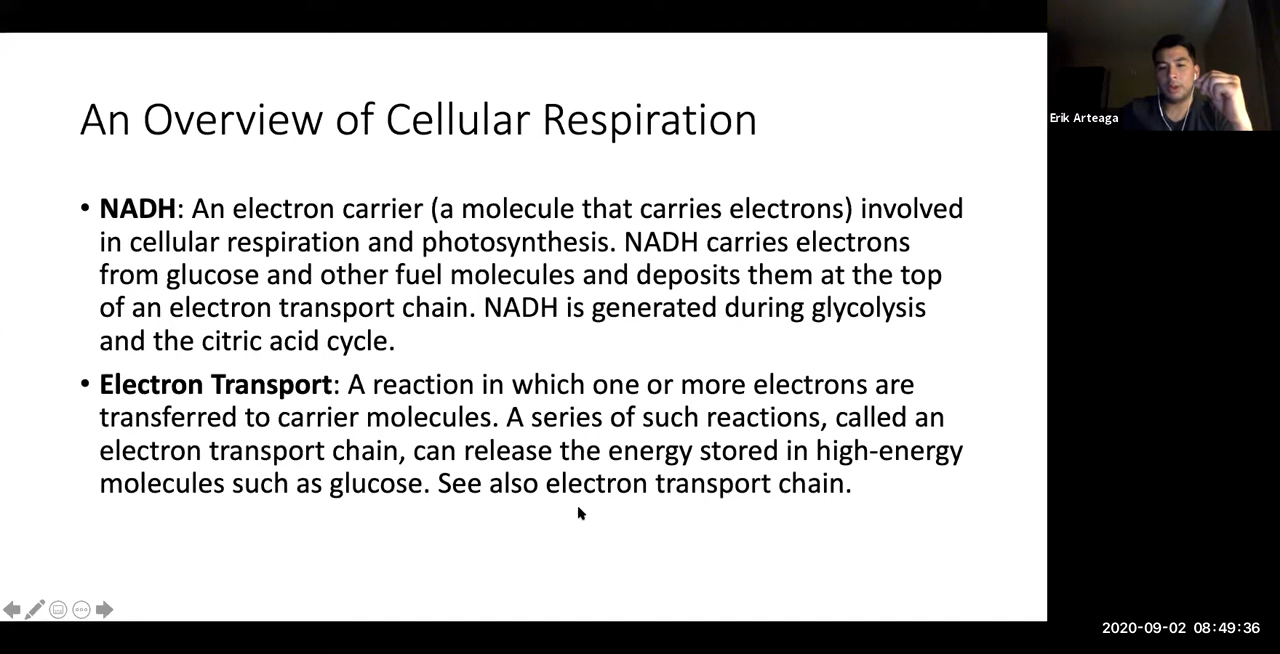 An Overview of Cellular Respiration
• NADH: An electron carrier (a molecule that carries electrons) involved
in cellular respiration and photosynthesis. NADH carries electrons
from glucose and other fuel molecules and deposits them at the top
of an electron transport chain. NADH is generated during glycolysis
and the citric acid cycle.
• Electron Transport: A reaction in which one or more electrons are
transferred to carrier molecules. A series of such reactions, called an
electron transport chain, can release the energy stored in high-energy
molecules such as glucose. See also electron transport chain.
Erik Arteaga
2020-09-02 08:49:36